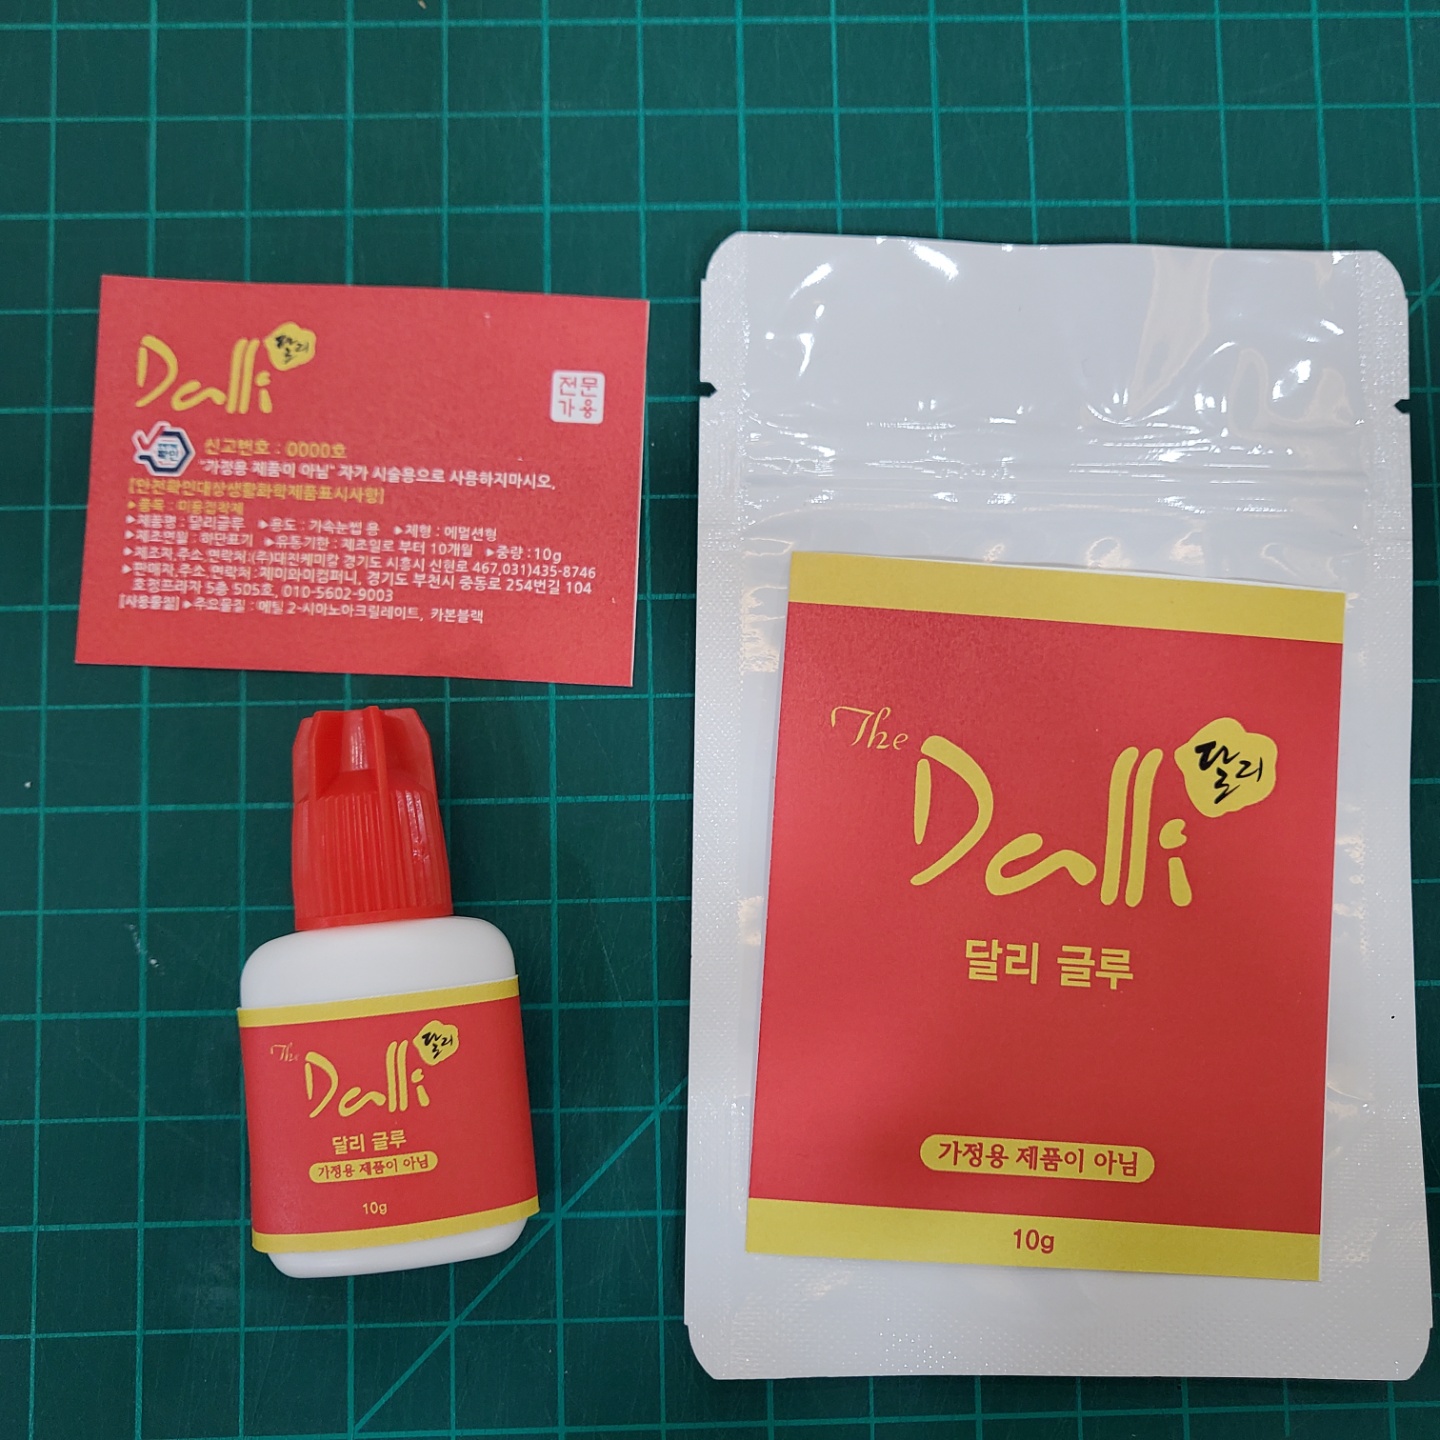 Dalli 달리
전문
가용
안전
확인
신고번호 : 0000호
"가정용 제품이 아님" 자가 시술용으로 사용하지마시오.
[안전확인대상생활화학제품표시사항]
▶품목 : 미용접착제
▶제품명 : 달리글루 ▶용도 : 가속눈썹 용 ▶제형 : 에멀션형
▶제조연월 : 하단표기 ▶유통기한 : 제조일로 부터 10개월 ▶중량 : 10g
▶제조자,주소,연락처:(주)대진케미칼 경기도 시흥시 신현로 467,031)435-8746
▶판매자,주소,연락처 : 제미와이컴퍼니, 경기도 부천시 중동로 254번길 104
호정프라자 5층 505호, 010-5602-9003
[사용물질] ▶주요물질 : 메틸 2-시아노아크릴레이트, 카본블랙
The Dalli 달리
달리 글루
가정용 제품이 아님
10g
The Dalli 달리
달리 글루
가정용 제품이 아님
10g